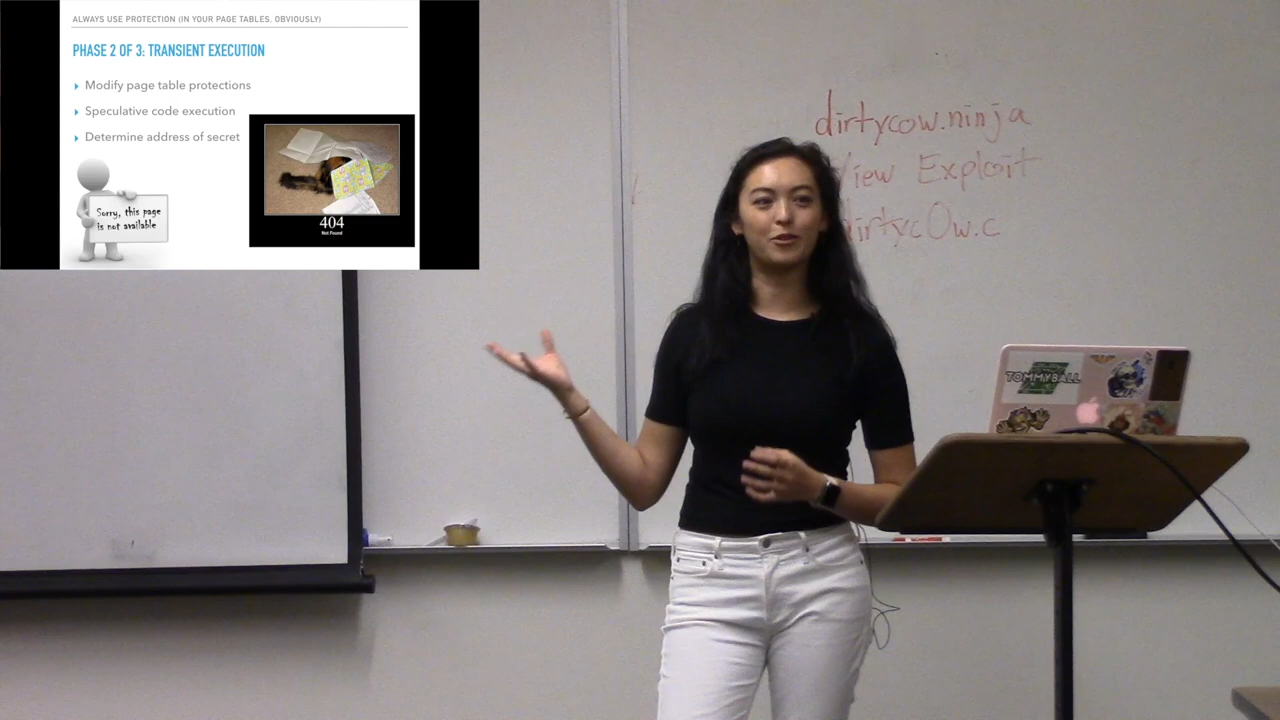 ALWAYS USE PROTECTION (IN YOUR PAGE TABLES, OBVIOUSLY)
PHASE 2 OF 3: TRANSIENT EXECUTION
Modify page table protections
Speculative code execution
Determine address of secret
Sorry, this page
is not available
404
Not Found
dirtycow.ninja
View Exploit
dirtyc0w.c
TOMMYBALL